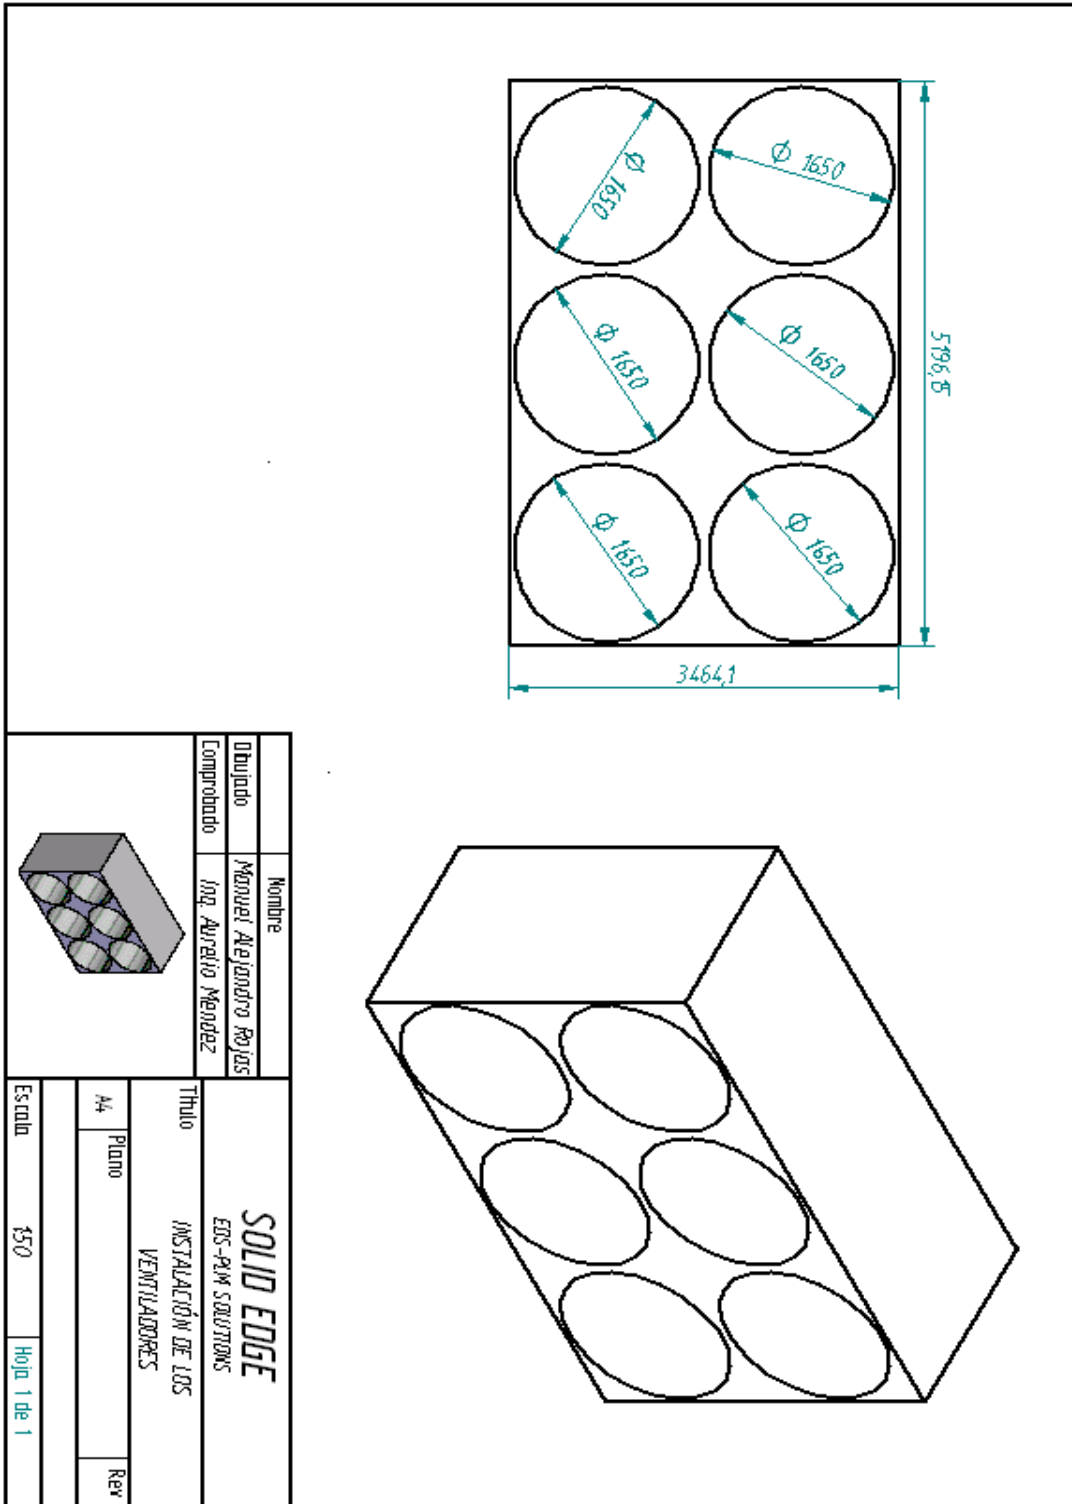 Φ 1650
Φ 1650
Φ 1650
Φ 1650
Φ 1650
Φ 1650
5196,15
3464,1
Nombre
Dibujado
Manuel Alejandro Rojas
Comprobado
Ing. Aurelio Mendez
SOLID EDGE
EDS-PLM SOLUTIONS
Título
INSTALACIÓN DE LOS
VENTILADORES
A4
Plano
Rev
Escala
1:50
Hoja 1 de 1